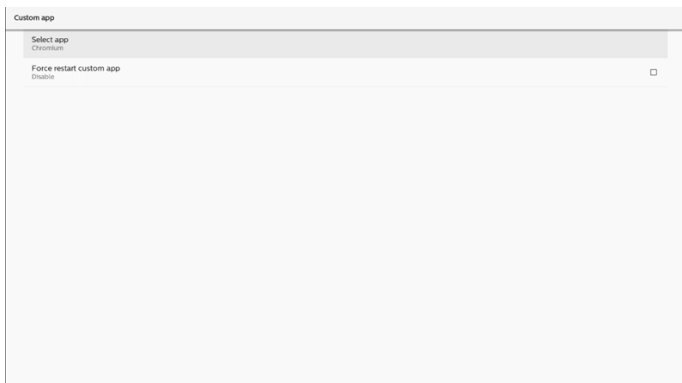 Custom app
Select app
Chromium
Force restart custom app
Disable